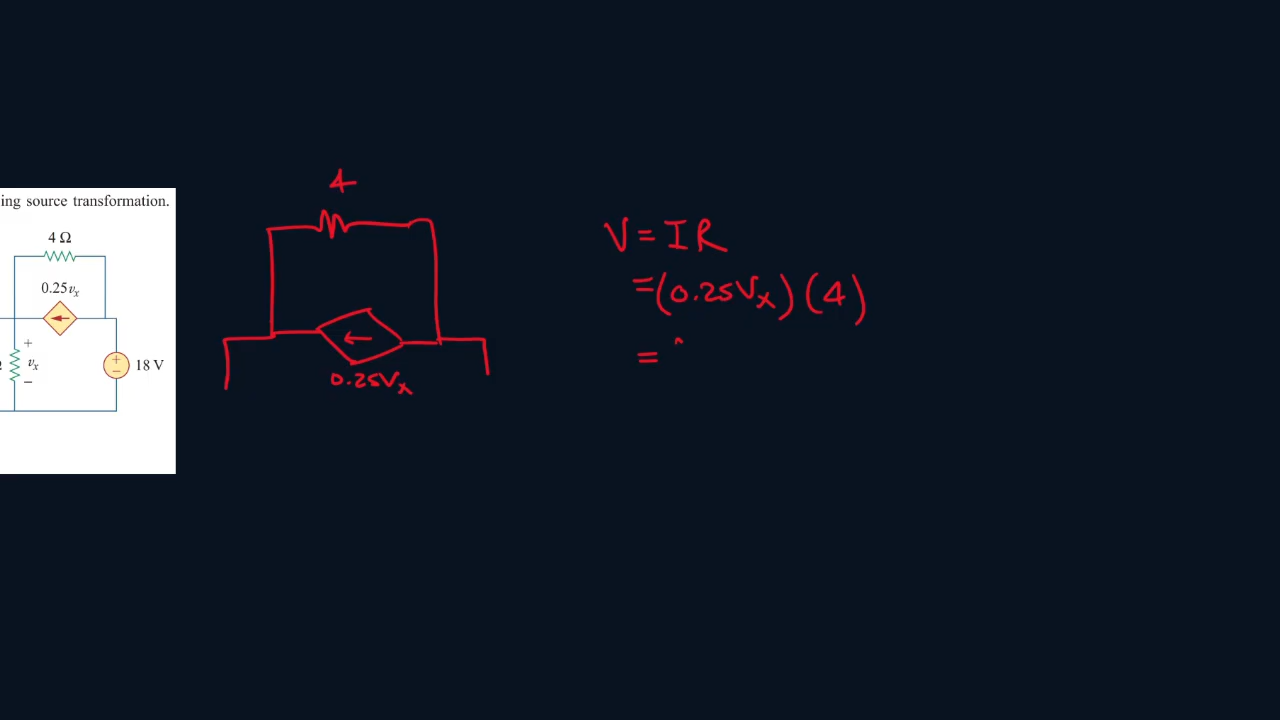 ing source transformation.
4 Ω
0.25vₓ
+
vₓ
−
+
−
18 V
4
0.25Vₓ
V = IR
=(0.25Vₓ)(4)
=